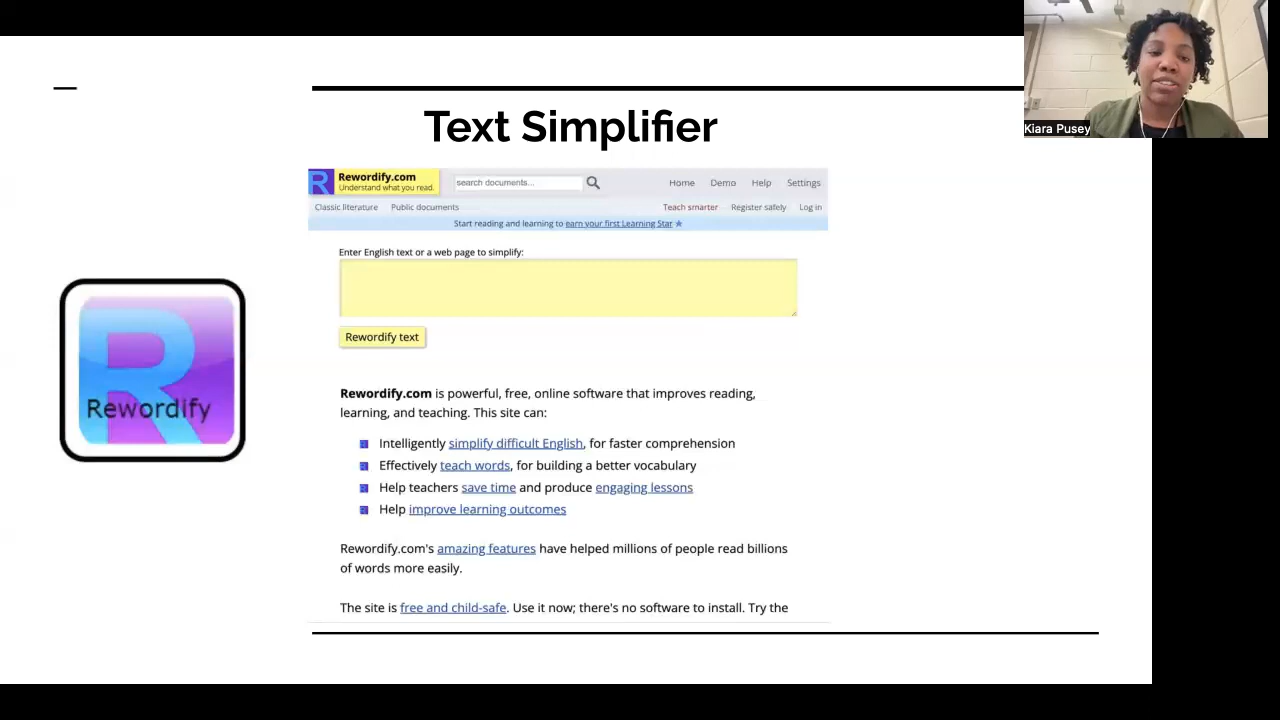 Kiara Pusey
Text Simplifier
R Rewordify.com
Understand what you read.
search documents...
Home Demo Help Settings
Classic literature Public documents
Teach smarter Register safely Log in
Start reading and learning to earn your first Learning Star
Enter English text or a web page to simplify:
Rewordify text
R
Rewordify
Rewordify.com is powerful, free, online software that improves reading,
learning, and teaching. This site can:
Intelligently simplify difficult English, for faster comprehension
Effectively teach words, for building a better vocabulary
Help teachers save time and produce engaging lessons
Help improve learning outcomes
Rewordify.com's amazing features have helped millions of people read billions
of words more easily.
The site is free and child-safe. Use it now; there's no software to install. Try the